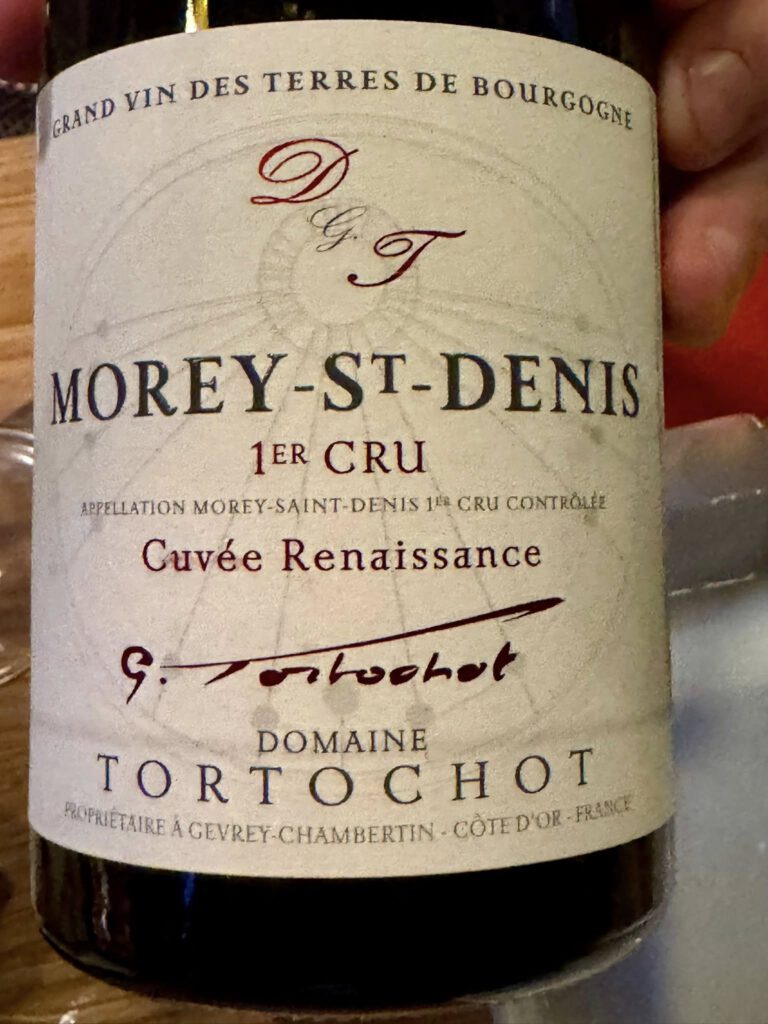 GRAND VIN DES TERRES DE BOURGOGNE
D
G.
T
MOREY-ST-DENIS
1ER CRU
APPELLATION MOREY-SAINT-DENIS 1ER CRU CONTRÔLÉE
Cuvée Renaissance
G. Tortochot
DOMAINE
TORTOCHOT
PROPRIÉTAIRE À GEVREY-CHAMBERTIN - CÔTE D'OR - FRANCE